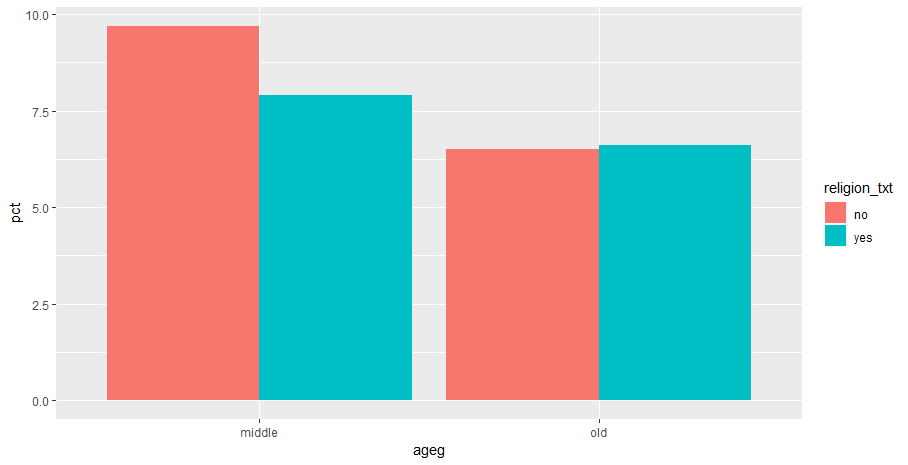 10.0
7.5
5.0
2.5
0.0
pct
middle
old
ageg
religion_txt
no
yes